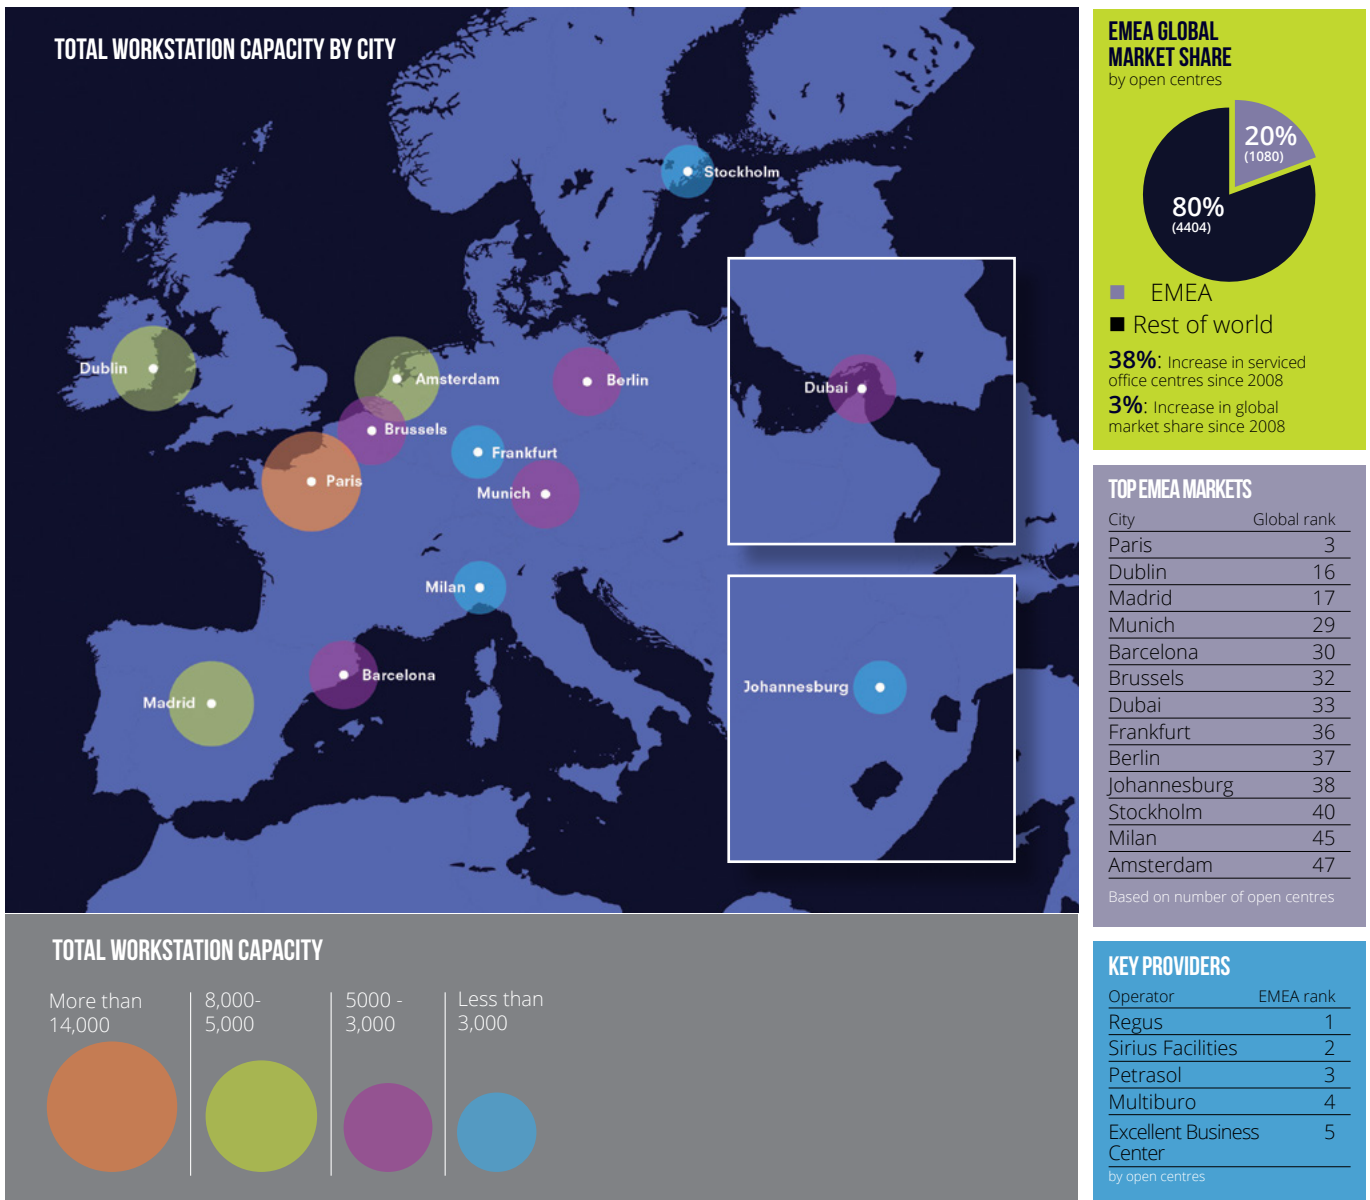 TOTAL WORKSTATION CAPACITY BY CITY
Stockholm
Dublin
Amsterdam
Berlin
Brussels
Frankfurt
Paris
Munich
Milan
Barcelona
Madrid
Dubai
Johannesburg
TOTAL WORKSTATION CAPACITY
More than
14,000
8,000-
5,000
5000 -
3,000
Less than
3,000
EMEA GLOBAL
MARKET SHARE
by open centres
20%
(1080)
80%
(4404)
EMEA
Rest of world
38%: Increase in serviced
office centres since 2008
3%: Increase in global
market share since 2008
TOP EMEA MARKETS
City Global rank
Paris 3
Dublin 16
Madrid 17
Munich 29
Barcelona 30
Brussels 32
Dubai 33
Frankfurt 36
Berlin 37
Johannesburg 38
Stockholm 40
Milan 45
Amsterdam 47
Based on number of open centres
KEY PROVIDERS
Operator EMEA rank
Regus 1
Sirius Facilities 2
Petrasol 3
Multiburo 4
Excellent Business 5
Center
by open centres